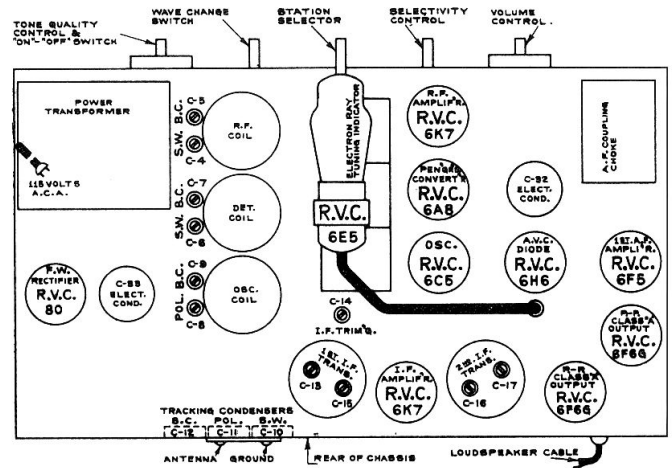 TONE QUALITY
CONTROL &
"ON"-"OFF" SWITCH
WAVE CHANGE
SWITCH
STATION
SELECTOR
SELECTIVITY
CONTROL
VOLUME
CONTROL.
POWER
TRANSFORMER
115 VOLTS
A.C.A.
C-5
S.W. B.C.
C-4
R.F.
COIL
C-7
S.W. B.C.
C-6
DET.
COIL
C-9
POL. B.C.
C-8
OSC.
COIL
ELECTRON RAY
TUNING INDICATOR
R.V.C.
6E5
R.F.
AMPLIF'R.
R.V.C.
6K7
CONVERT'R
R.V.C.
6A8
OSC.
R.V.C.
6C5
C-32
ELECT.
COND.
A.V.C.
DIODE
R.V.C.
6H6
A.F. COUPLING
CHOKE
1ST. A.F.
AMPLI'R.
R.V.C.
6F5
P-P
CLASS"A"
OUTPUT
R.V.C.
6F6G
F.W.
RECTIFIER
R.V.C.
80
C-33
ELECT.
COND.
C-14
I.F. TRIM'G.
1ST. I.F.
TRANS.
C-13
C-15
I.F.
AMPLIF'R.
R.V.C.
6K7
2ND. I.F.
TRANS.
C-17
C-16
P-P
CLASS"A"
OUTPUT
R.V.C.
6F6G
TRACKING CONDENSERS
B.C. POL. S.W.
C-12 C-11 C-10
ANTENNA GROUND
REAR OF CHASSIS
LOUDSPEAKER CABLE